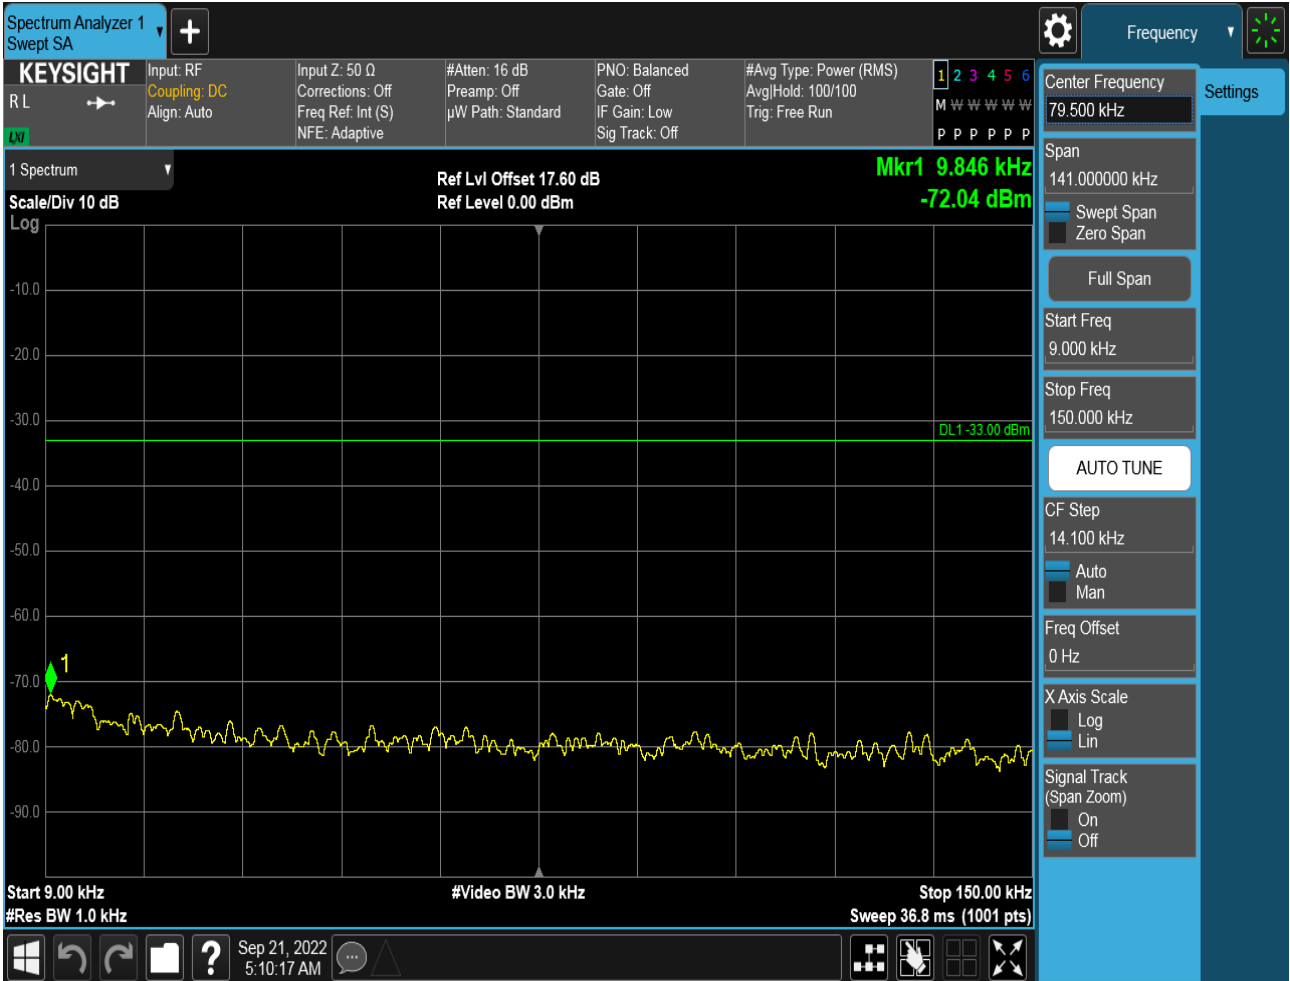 Spectrum Analyzer 1
Swept SA
+
Frequency
KEYSIGHT
R L
LXI
Input: RF
Coupling: DC
Align: Auto
Input Z: 50 Ω
Corrections: Off
Freq Ref: Int (S)
NFE: Adaptive
#Atten: 16 dB
Preamp: Off
µW Path: Standard
PNO: Balanced
Gate: Off
IF Gain: Low
Sig Track: Off
#Avg Type: Power (RMS)
Avg|Hold: 100/100
Trig: Free Run
1 2 3 4 5 6
M W W W W W
P P P P P P
1 Spectrum
Scale/Div 10 dB
Log
Ref Lvl Offset 17.60 dB
Ref Level 0.00 dBm
Mkr1 9.846 kHz
-72.04 dBm
-10.0
-20.0
-30.0
DL1 -33.00 dBm
-40.0
-50.0
-60.0
1
-70.0
-80.0
-90.0
Start 9.00 kHz
#Video BW 3.0 kHz
Stop 150.00 kHz
#Res BW 1.0 kHz
Sweep 36.8 ms (1001 pts)
Center Frequency
79.500 kHz
Settings
Span
141.000000 kHz
Swept Span
Zero Span
Full Span
Start Freq
9.000 kHz
Stop Freq
150.000 kHz
AUTO TUNE
CF Step
14.100 kHz
Auto
Man
Freq Offset
0 Hz
X Axis Scale
Log
Lin
Signal Track
(Span Zoom)
On
Off
?
Sep 21, 2022
5:10:17 AM